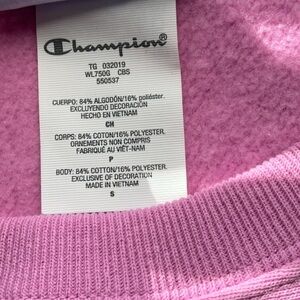 Champion
TG 032019
WL750G CBS
550537
CUERPO: 84% ALGODÓN/16% poliéster.
EXCLUYENDO DECORACIÓN
HECHO EN VIETNAM
CH
CORPS: 84% COTON/16% POLYESTER.
ORNEMENTS NON COMPRIS
FABRIQUÉ AU VIÊT-NAM
P
BODY: 84% COTTON/16% POLYESTER.
EXCLUSIVE OF DECORATION
MADE IN VIETNAM
S